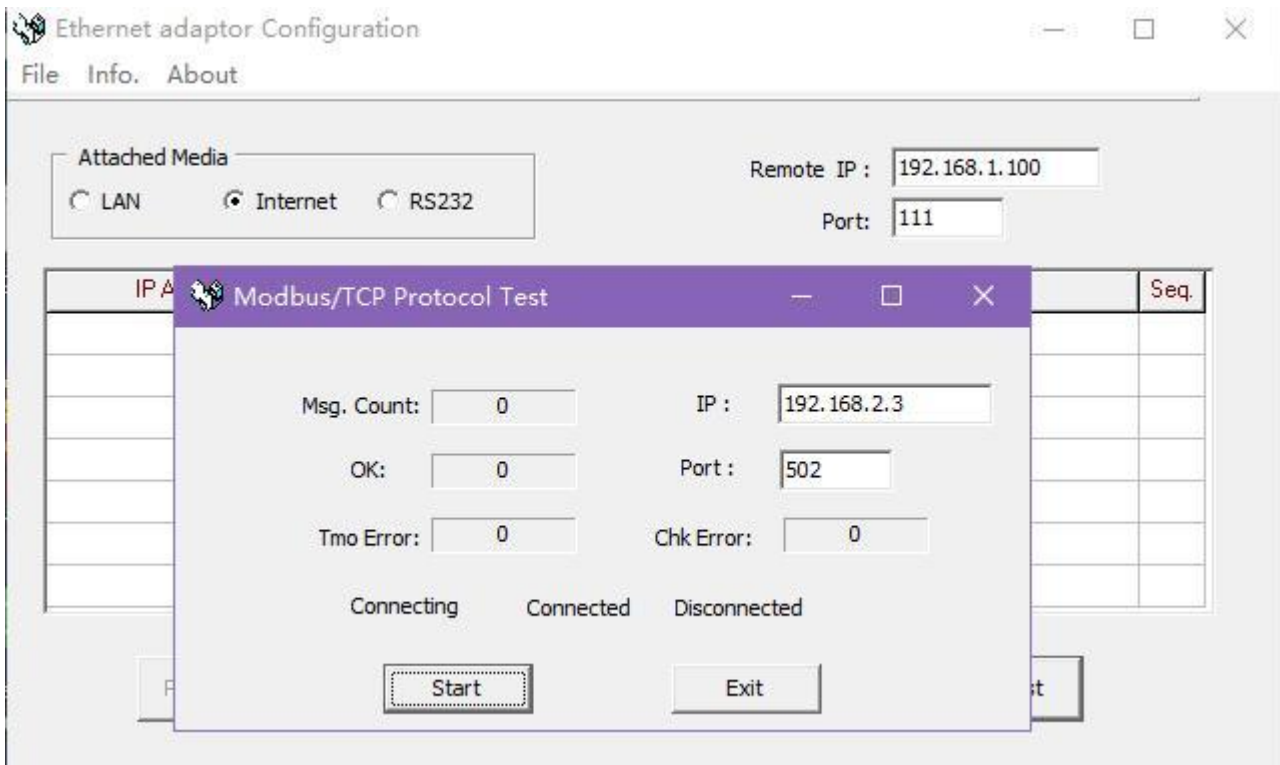 Ethernet adaptor Configuration
File Info. About
Attached Media
LAN Internet RS232
Remote IP : 192.168.1.100
Port: 111
IP A
Seq.
Modbus/TCP Protocol Test
Msg. Count: 0 IP : 192.168.2.3
OK: 0 Port : 502
Tmo Error: 0 Chk Error: 0
Connecting Connected Disconnected
Start Exit